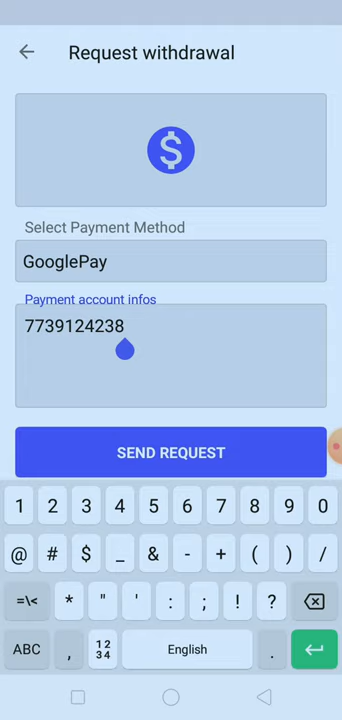 Request withdrawal
$
Select Payment Method
GooglePay
Payment account infos
7739124238
SEND REQUEST
1 2 3 4 5 6 7 8 9 0
@ # $ _ & - + ( ) /
=\< * " ' : ; ! ?
ABC , 12 34 English .